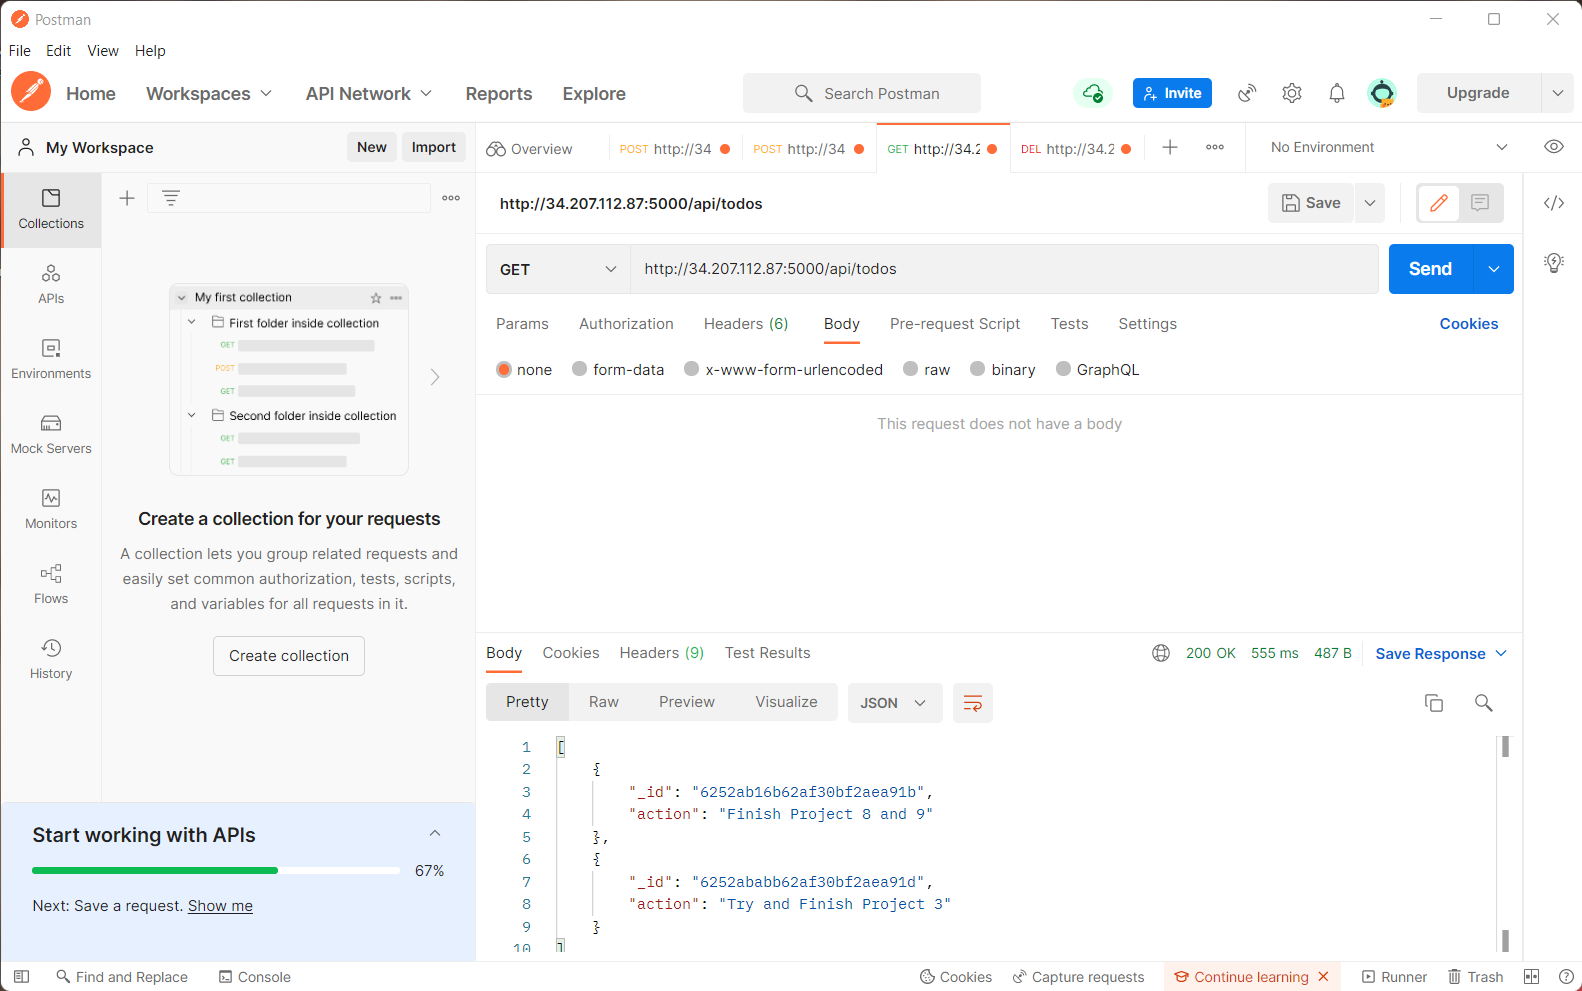 Postman
File Edit View Help
Home Workspaces API Network Reports Explore Search Postman Invite Upgrade
My Workspace New Import Overview POST http://34 POST http://34 GET http://34.2 DEL http://34.2 No Environment
http://34.207.112.87:5000/api/todos Save
GET http://34.207.112.87:5000/api/todos Send
Params Authorization Headers (6) Body Pre-request Script Tests Settings Cookies
none form-data x-www-form-urlencoded raw binary GraphQL
This request does not have a body
Collections
APIs
Environments
Mock Servers
Monitors
Flows
History
My first collection
First folder inside collection
GET
POST
GET
Second folder inside collection
GET
GET
Create a collection for your requests
A collection lets you group related requests and
easily set common authorization, tests, scripts,
and variables for all requests in it.
Create collection
Body Cookies Headers (9) Test Results 200 OK 555 ms 487 B Save Response
Pretty Raw Preview Visualize JSON
1 [
2 {
3 "_id": "6252ab16b62af30bf2aea91b",
4 "action": "Finish Project 8 and 9"
5 },
6 {
7 "_id": "6252ababb62af30bf2aea91d",
8 "action": "Try and Finish Project 3"
9 }
10 ]
Start working with APIs
67%
Next: Save a request. Show me
Find and Replace Console Cookies Capture requests Continue learning Runner Trash